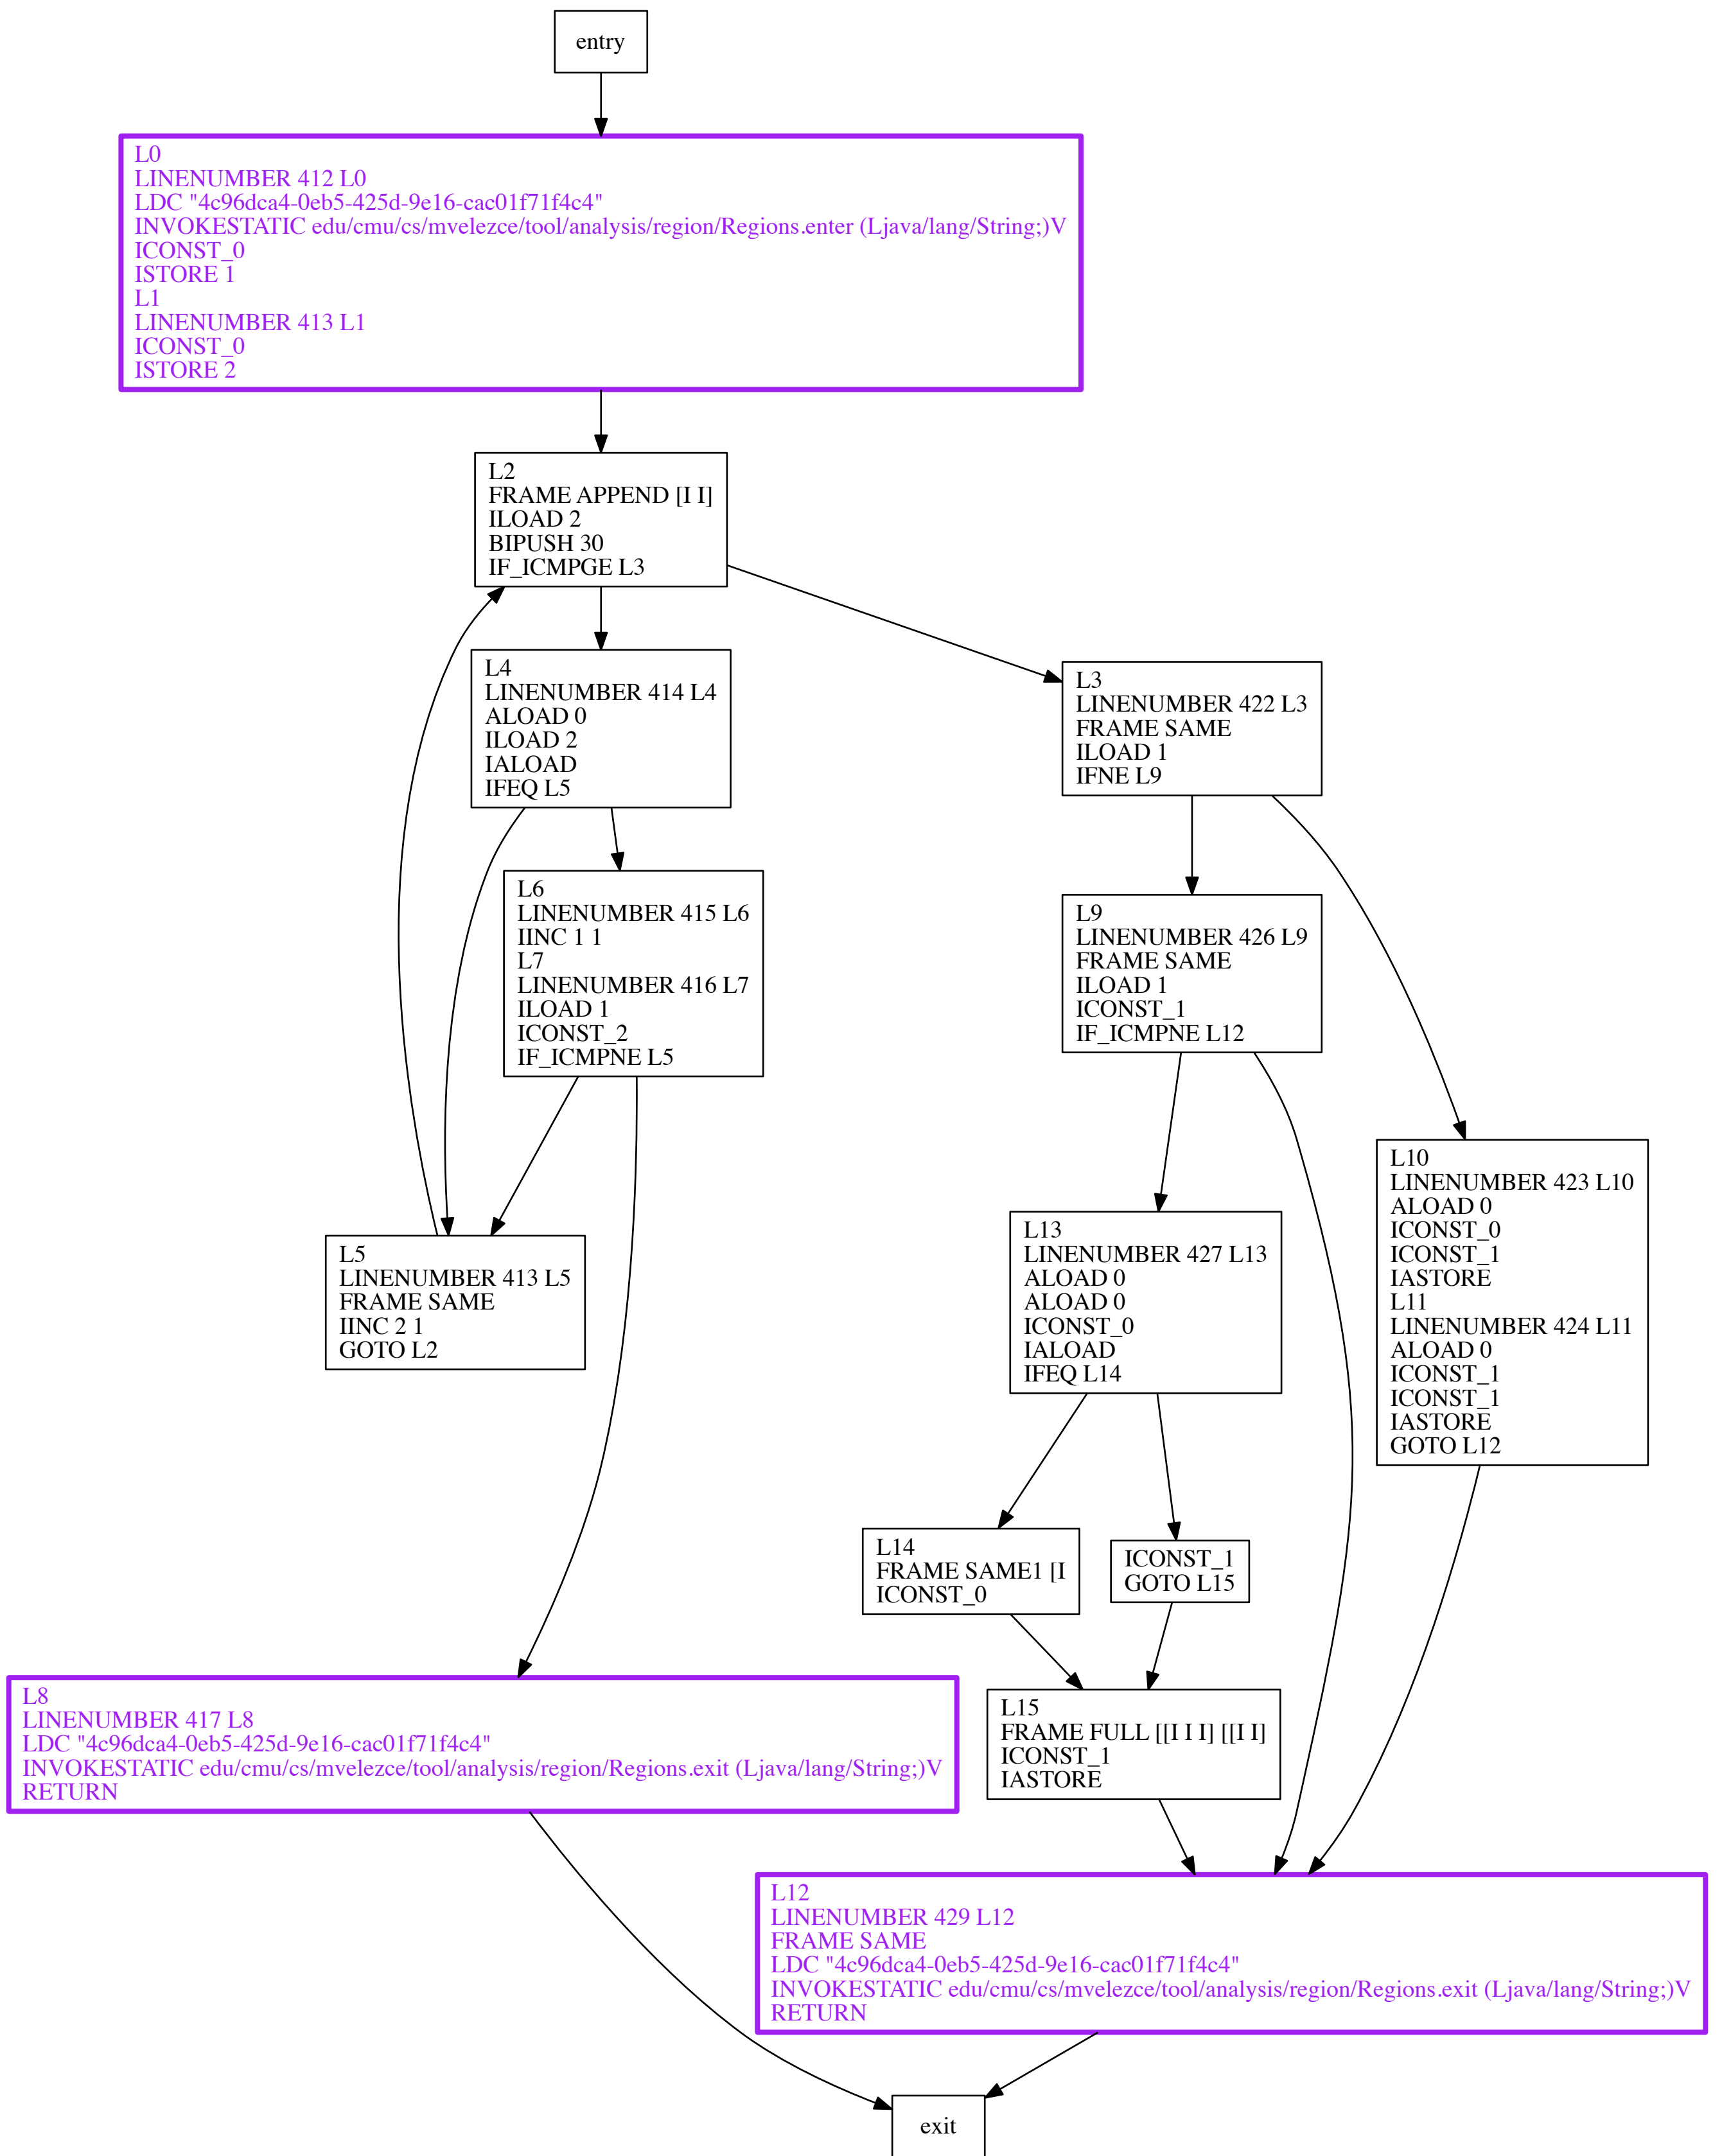 entry
L0
LINENUMBER 412 L0
LDC "4c96dca4-0eb5-425d-9e16-cac01f71f4c4"
INVOKESTATIC edu/cmu/cs/mvelezce/tool/analysis/region/Regions.enter (Ljava/lang/String;)V
ICONST_0
ISTORE 1
L1
LINENUMBER 413 L1
ICONST_0
ISTORE 2
L2
FRAME APPEND [I I]
ILOAD 2
BIPUSH 30
IF_ICMPGE L3
L4
LINENUMBER 414 L4
ALOAD 0
ILOAD 2
IALOAD
IFEQ L5
L3
LINENUMBER 422 L3
FRAME SAME
ILOAD 1
IFNE L9
L6
LINENUMBER 415 L6
IINC 1 1
L7
LINENUMBER 416 L7
ILOAD 1
ICONST_2
IF_ICMPNE L5
L9
LINENUMBER 426 L9
FRAME SAME
ILOAD 1
ICONST_1
IF_ICMPNE L12
L10
LINENUMBER 423 L10
ALOAD 0
ICONST_0
ICONST_1
IASTORE
L11
LINENUMBER 424 L11
ALOAD 0
ICONST_1
ICONST_1
IASTORE
GOTO L12
L13
LINENUMBER 427 L13
ALOAD 0
ALOAD 0
ICONST_0
IALOAD
IFEQ L14
L5
LINENUMBER 413 L5
FRAME SAME
IINC 2 1
GOTO L2
L14
FRAME SAME1 [I
ICONST_0
ICONST_1
GOTO L15
L8
LINENUMBER 417 L8
LDC "4c96dca4-0eb5-425d-9e16-cac01f71f4c4"
INVOKESTATIC edu/cmu/cs/mvelezce/tool/analysis/region/Regions.exit (Ljava/lang/String;)V
RETURN
L15
FRAME FULL [[I I I] [[I I]
ICONST_1
IASTORE
L12
LINENUMBER 429 L12
FRAME SAME
LDC "4c96dca4-0eb5-425d-9e16-cac01f71f4c4"
INVOKESTATIC edu/cmu/cs/mvelezce/tool/analysis/region/Regions.exit (Ljava/lang/String;)V
RETURN
exit